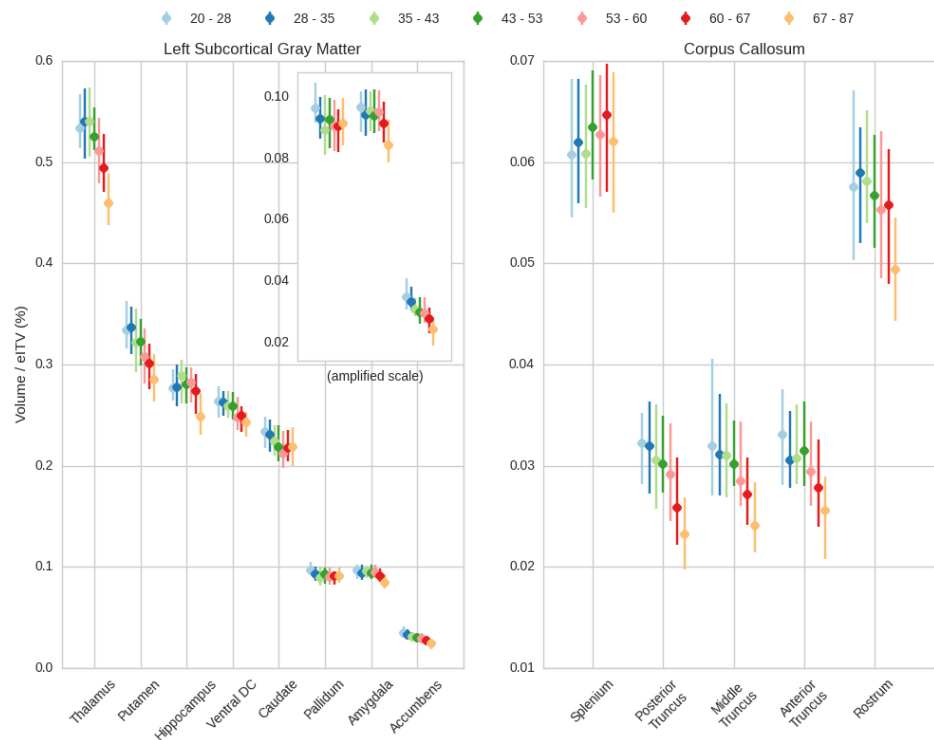 20 - 28 28 - 35 35 - 43 43 - 53 53 - 60 60 - 67 67 - 87
Left Subcortical Gray Matter
Volume / eITV (%)
0.6
0.5
0.4
0.3
0.2
0.1
0.0
0.10
0.08
0.06
0.04
0.02
(amplified scale)
Thalamus
Putamen
Hippocampus
Ventral DC
Caudate
Pallidum
Amygdala
Accumbens
Corpus Callosum
0.07
0.06
0.05
0.04
0.03
0.02
0.01
Splenium
Posterior
Truncus
Middle
Truncus
Anterior
Truncus
Rostrum